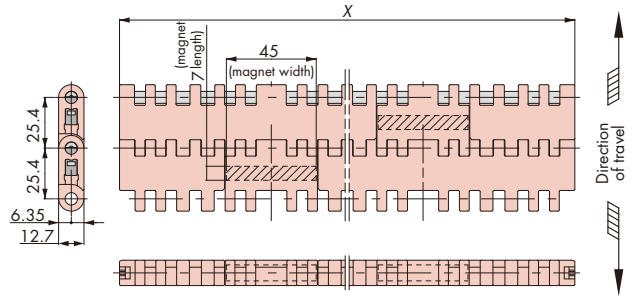 X
45
(magnet width)
(magnet
7 length)
25.4
25.4
6.35
12.7
Direction
of travel